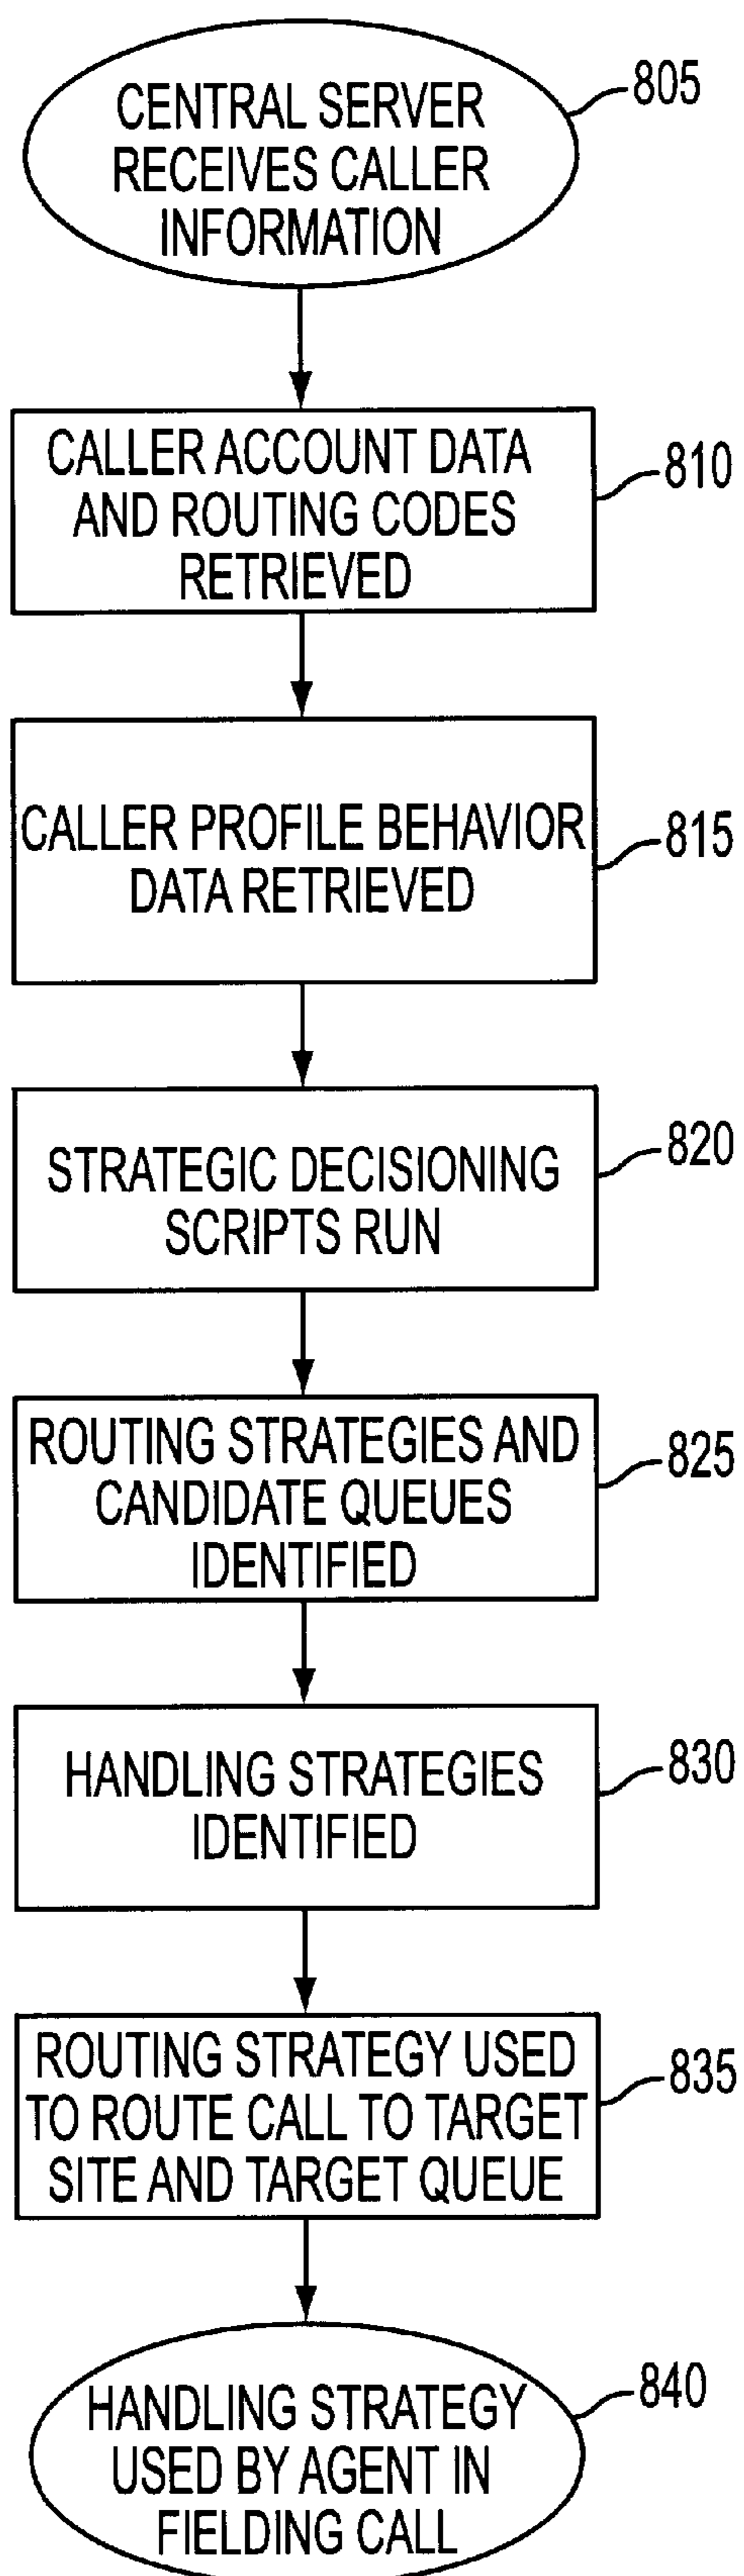 CENTRAL SERVER
RECEIVES CALLER
INFORMATION
805
CALLER ACCOUNT DATA
AND ROUTING CODES
RETRIEVED
810
CALLER PROFILE BEHAVIOR
DATA RETRIEVED
815
STRATEGIC DECISIONING
SCRIPTS RUN
820
ROUTING STRATEGIES AND
CANDIDATE QUEUES
IDENTIFIED
825
HANDLING STRATEGIES
IDENTIFIED
830
ROUTING STRATEGY USED
TO ROUTE CALL TO TARGET
SITE AND TARGET QUEUE
835
HANDLING STRATEGY
USED BY AGENT IN
FIELDING CALL
840